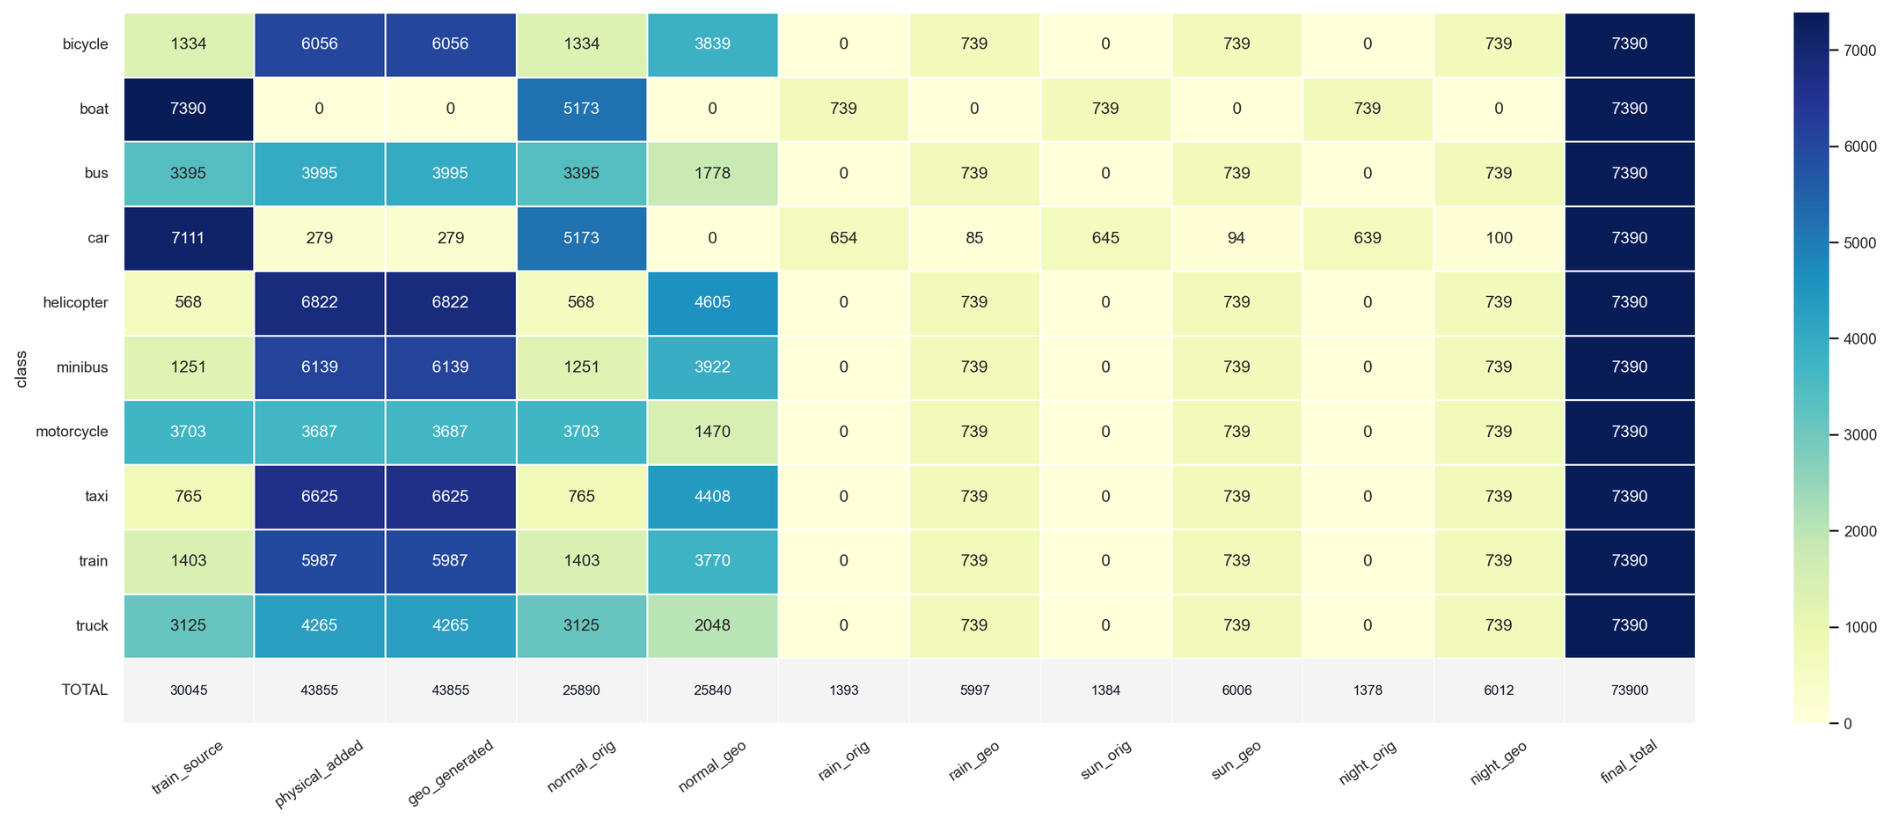 bicycle 1334 6056 6056 1334 3839 0 739 0 739 0 739 7390
boat 7390 0 0 5173 0 739 0 739 0 739 0 7390
bus 3395 3995 3995 3395 1778 0 739 0 739 0 739 7390
car 7111 279 279 5173 0 654 85 645 94 639 100 7390
helicopter 568 6822 6822 568 4605 0 739 0 739 0 739 7390
minibus 1251 6139 6139 1251 3922 0 739 0 739 0 739 7390
motorcycle 3703 3687 3687 3703 1470 0 739 0 739 0 739 7390
taxi 765 6625 6625 765 4408 0 739 0 739 0 739 7390
train 1403 5987 5987 1403 3770 0 739 0 739 0 739 7390
truck 3125 4265 4265 3125 2048 0 739 0 739 0 739 7390
TOTAL 30045 43855 43855 25890 25840 1393 5997 1384 6006 1378 6012 73900
train_source physical_added geo_generated normal_orig normal_geo rain_orig rain_geo sun_orig sun_geo night_orig night_geo final_total
class
7000
6000
5000
4000
3000
2000
1000
0